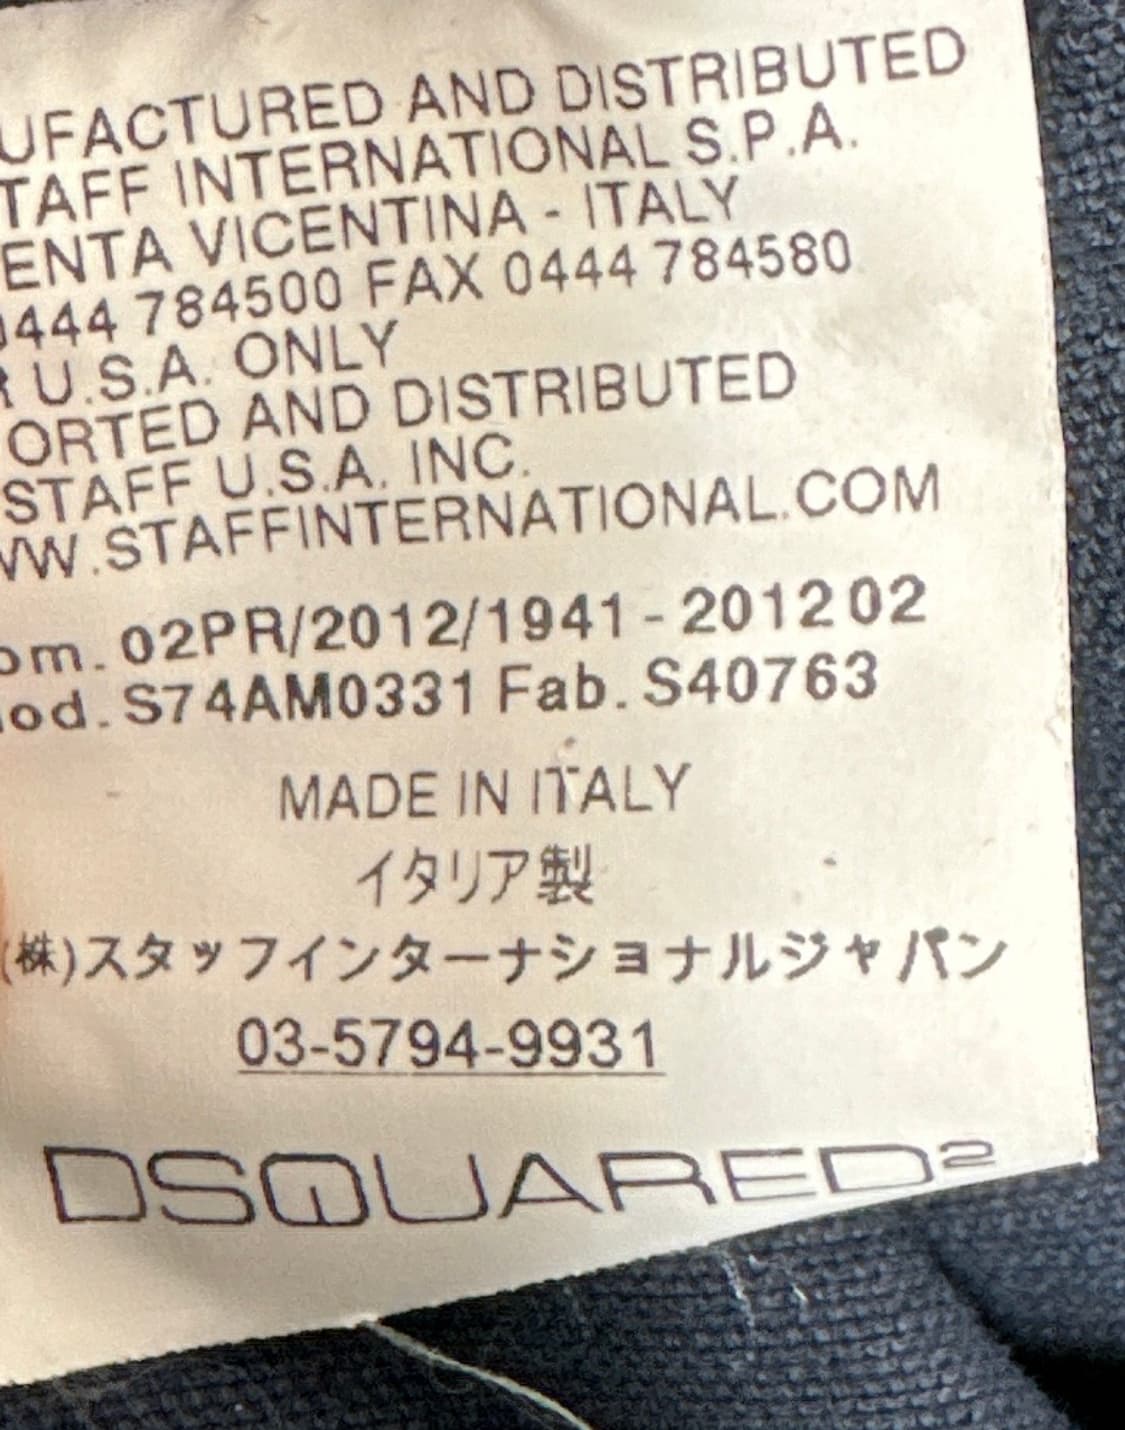 UFACTURED AND DISTRIBUTED
TAFF INTERNATIONAL S.P.A.
ENTA VICENTINA - ITALY
0444 784500 FAX 0444 784580
R U.S.A. ONLY
ORTED AND DISTRIBUTED
STAFF U.S.A. INC.
WW.STAFFINTERNATIONAL.COM
om. 02PR/2012/1941 - 2012 02
od. S74AM0331 Fab. S40763
MADE IN ITALY
イタリア製
(株)スタッフインターナショナルジャパン
03-5794-9931
DSQUARED²